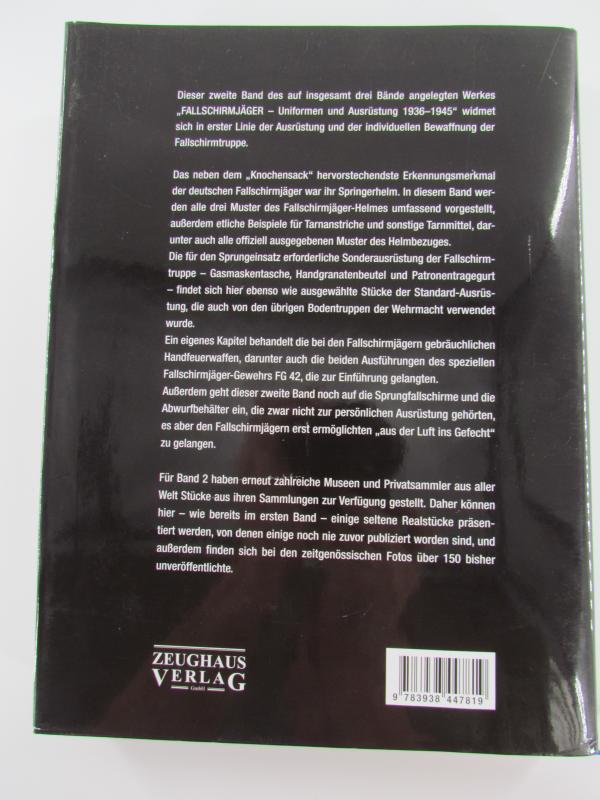 Dieser zweite Band des auf insgesamt drei Bände angelegten Werkes
„FALLSCHIRMJÄGER – Uniformen und Ausrüstung 1936–1945“ widmet
sich in erster Linie der Ausrüstung und der individuellen Bewaffnung der
Fallschirmtruppe.
Das neben dem „Knochensack“ hervorstechendste Erkennungsmerkmal
der deutschen Fallschirmjäger war ihr Springerhelm. In diesem Band wer-
den alle drei Muster des Fallschirmjäger-Helmes umfassend vorgestellt,
außerdem etliche Beispiele für Tarnanstriche und sonstige Tarnmittel, dar-
unter auch alle offiziell ausgegebenen Muster des Helmbezuges.
Die für den Sprungeinsatz erforderliche Sonderausrüstung der Fallschirm-
truppe – Gasmaskentasche, Handgranatenbeutel und Patronentragegurt
– findet sich hier ebenso wie ausgewählte Stücke der Standard-Ausrüs-
tung, die auch von den übrigen Bodentruppen der Wehrmacht verwendet
wurde.
Ein eigenes Kapitel behandelt die bei den Fallschirmjägern gebräuchlichen
Handfeuerwaffen, darunter auch die beiden Ausführungen des speziellen
Fallschirmjäger-Gewehrs FG 42, die zur Einführung gelangten.
Außerdem geht dieser zweite Band noch auf die Sprungfallschirme und die
Abwurfbehälter ein, die zwar nicht zur persönlichen Ausrüstung gehörten,
es aber den Fallschirmjägern erst ermöglichten „aus der Luft ins Gefecht“
zu gelangen.
Für Band 2 haben erneut zahlreiche Museen und Privatsammler aus aller
Welt Stücke aus ihren Sammlungen zur Verfügung gestellt. Daher können
hier – wie bereits im ersten Band – einige seltene Realstücke präsen-
tiert werden, von denen einige noch nie zuvor publiziert worden sind, und
außerdem finden sich bei den zeitgenössischen Fotos über 150 bisher
unveröffentlichte.
ZEUGHAUS
VERLAG
GmbH
9 783938 447819